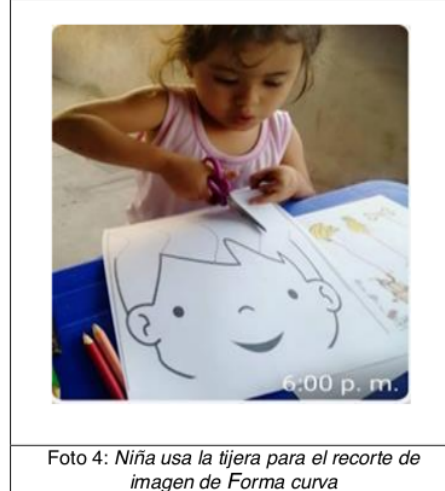 6:00 p. m.
Foto 4: Niña usa la tijera para el recorte de
imagen de Forma curva